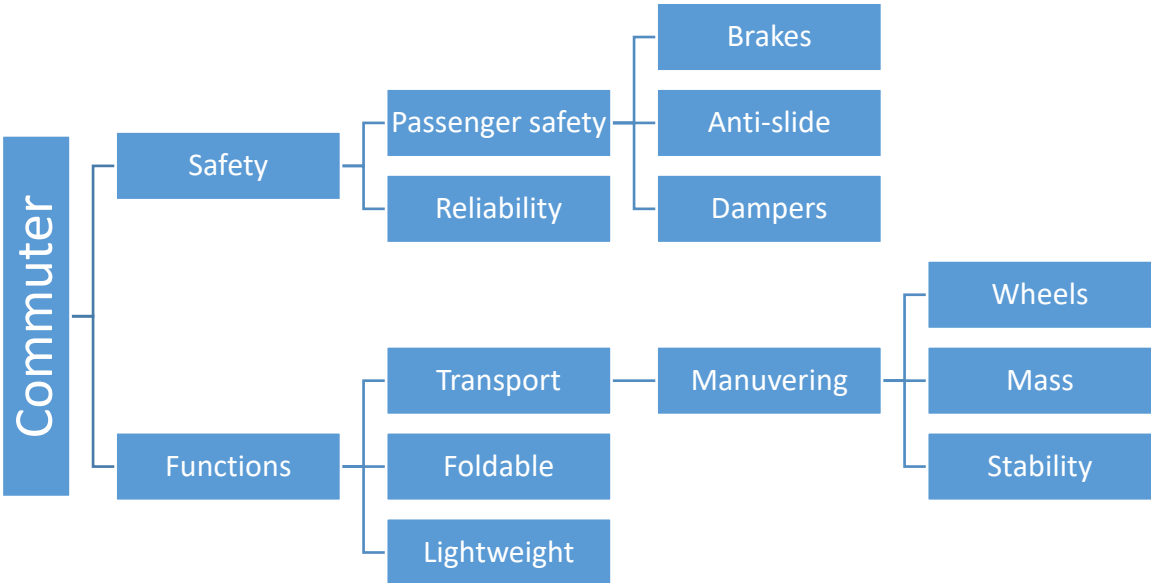 Commuter
Safety
Passenger safety
Brakes
Anti-slide
Dampers
Reliability
Functions
Transport
Manuvering
Wheels
Mass
Stability
Foldable
Lightweight